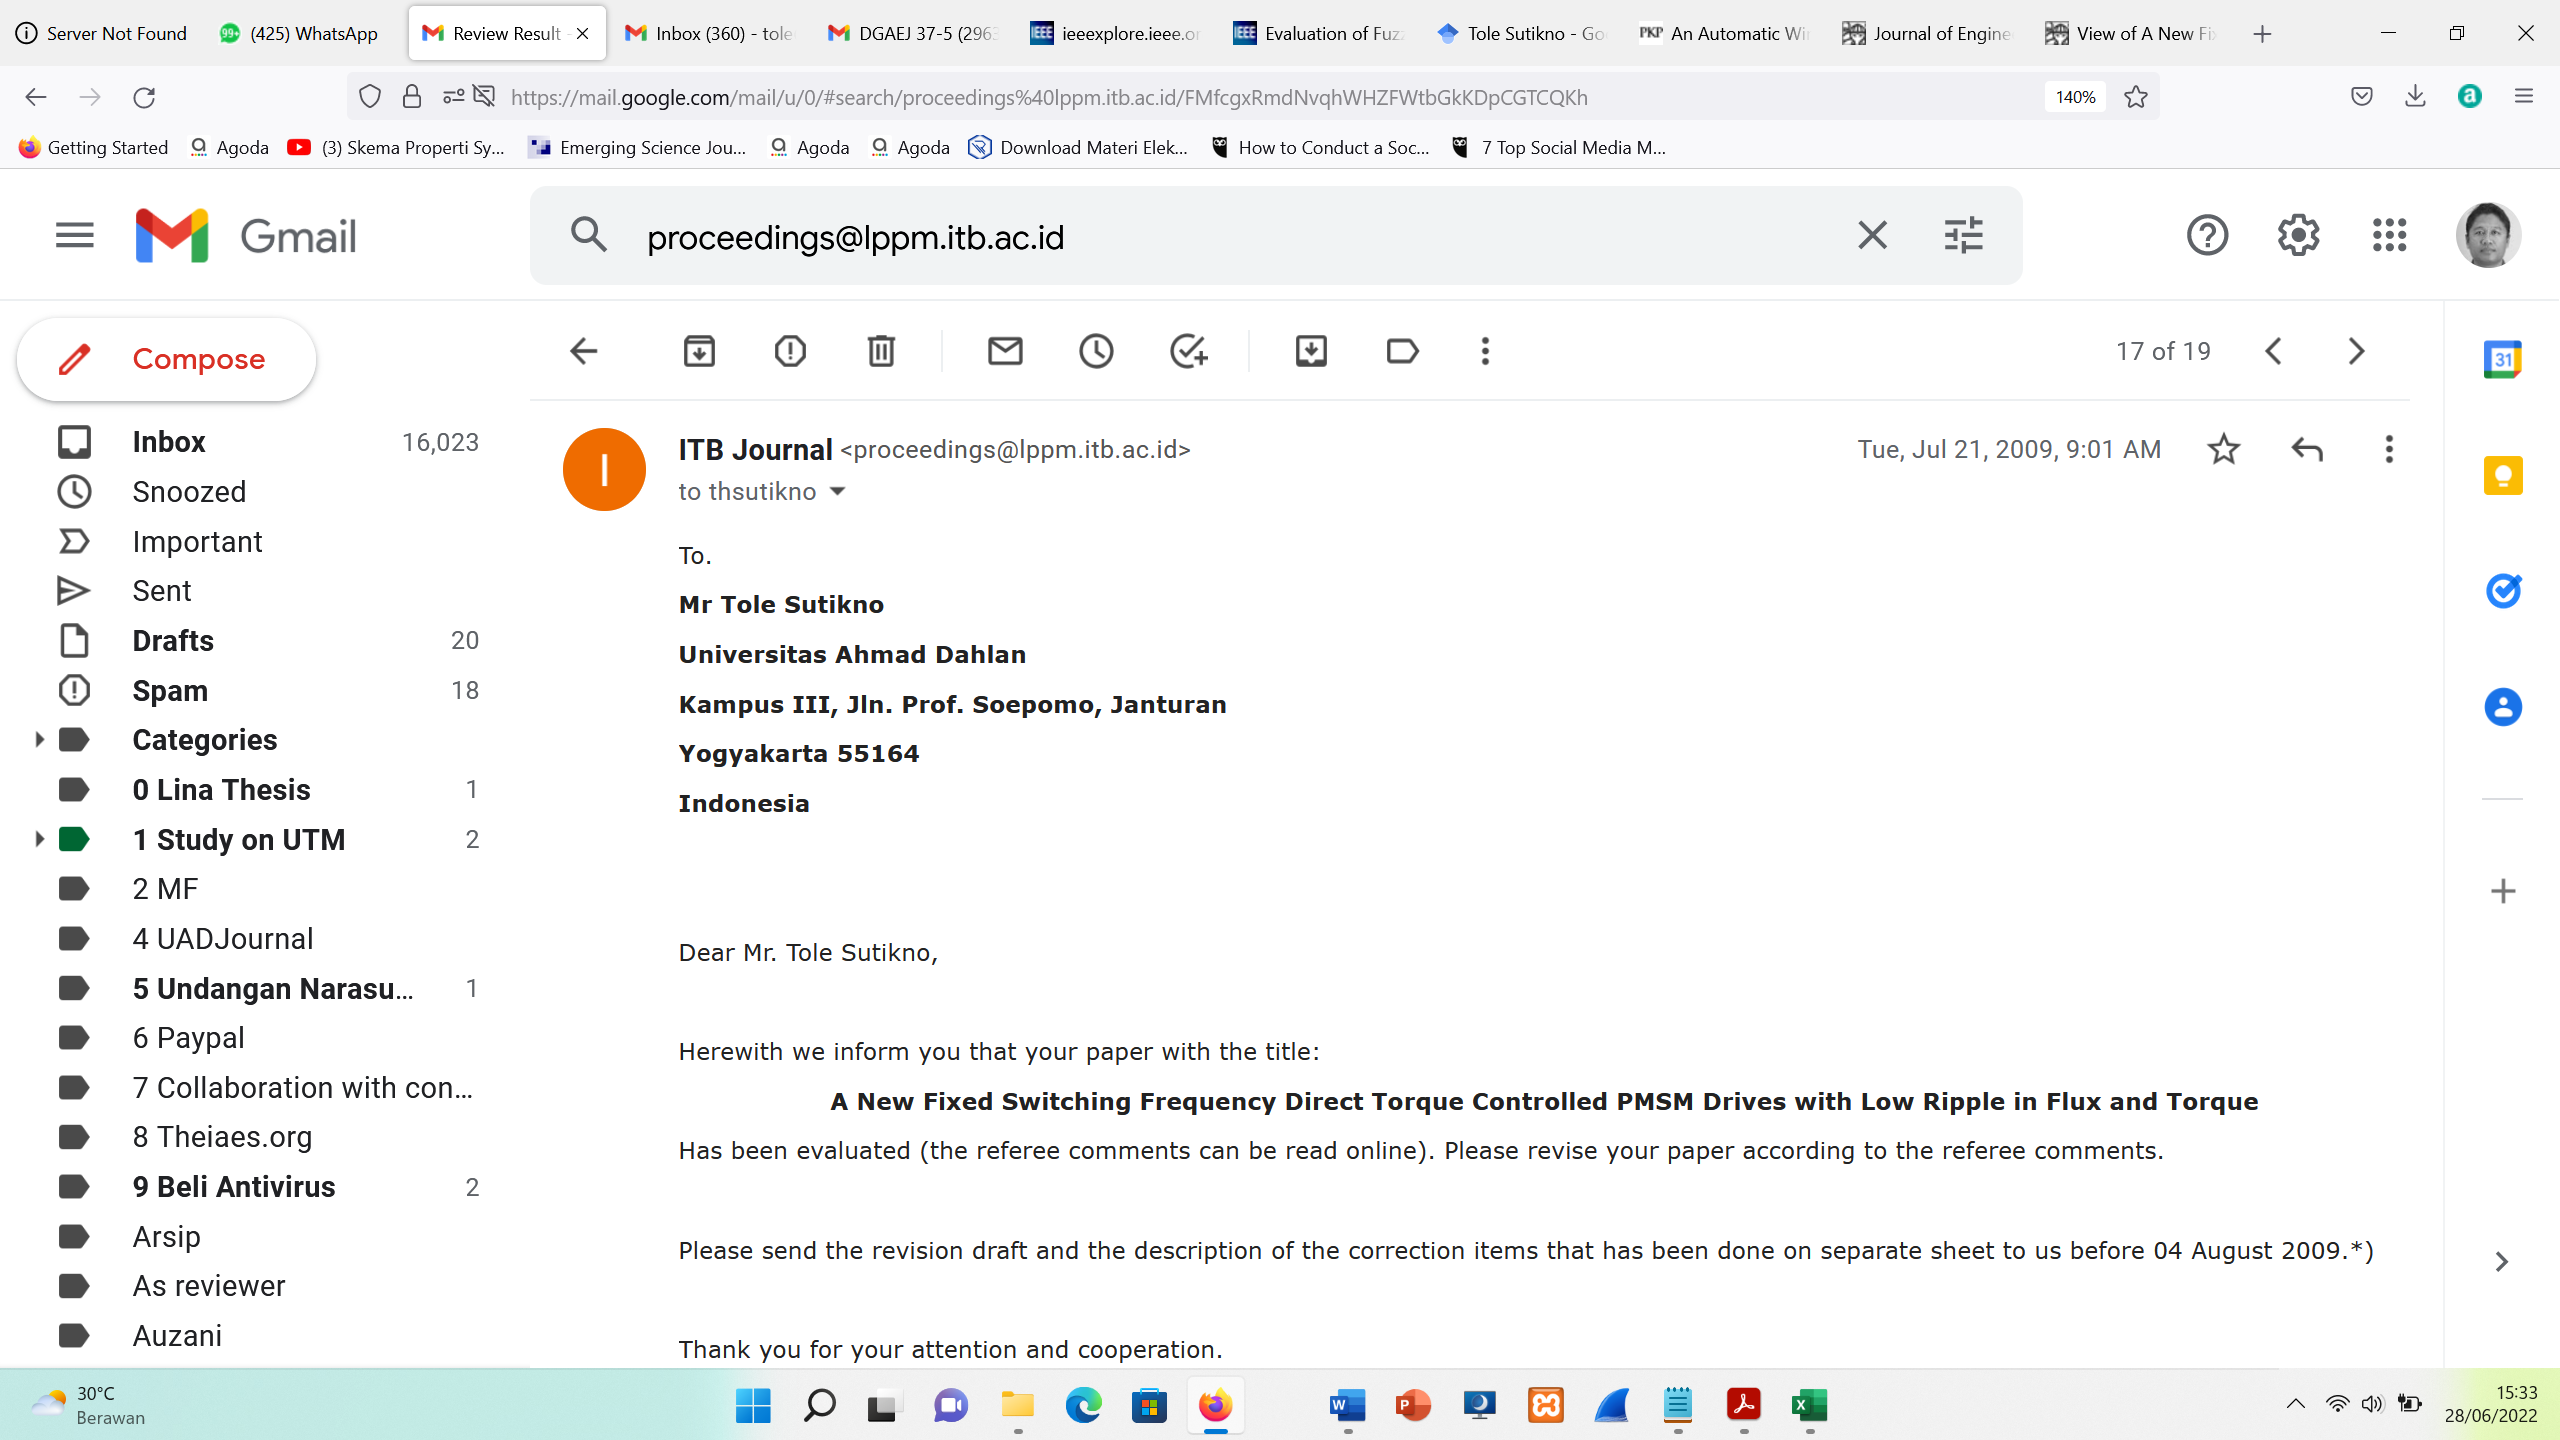 Server Not Found
(425) WhatsApp
Review Result -
Inbox (360) - tole
DGAEJ 37-5 (2963
ieeexplore.ieee.or
Evaluation of Fuz
Tole Sutikno - Go
PKP An Automatic Wi
Journal of Engine
View of A New Fi
https://mail.google.com/mail/u/0/#search/proceedings%40lppm.itb.ac.id/FMfcgxRmdNvqhWHZFWtbGkKDpCGTCQKh
140%
Getting Started
Agoda
(3) Skema Properti Sy...
Emerging Science Jou...
Agoda
Agoda
Download Materi Elek...
How to Conduct a Soc...
7 Top Social Media M...
Gmail
proceedings@lppm.itb.ac.id
Compose
17 of 19
Inbox 16,023
Snoozed
Important
Sent
Drafts 20
Spam 18
Categories
0 Lina Thesis 1
1 Study on UTM 2
2 MF
4 UADJournal
5 Undangan Narasu... 1
6 Paypal
7 Collaboration with con...
8 Theiaes.org
9 Beli Antivirus 2
Arsip
As reviewer
Auzani
I
ITB Journal <proceedings@lppm.itb.ac.id>
Tue, Jul 21, 2009, 9:01 AM
to thsutikno
To.
Mr Tole Sutikno
Universitas Ahmad Dahlan
Kampus III, Jln. Prof. Soepomo, Janturan
Yogyakarta 55164
Indonesia
Dear Mr. Tole Sutikno,
Herewith we inform you that your paper with the title:
A New Fixed Switching Frequency Direct Torque Controlled PMSM Drives with Low Ripple in Flux and Torque
Has been evaluated (the referee comments can be read online). Please revise your paper according to the referee comments.
Please send the revision draft and the description of the correction items that has been done on separate sheet to us before 04 August 2009.*)
Thank you for your attention and cooperation.
31
30°C
Berawan
15:33
28/06/2022